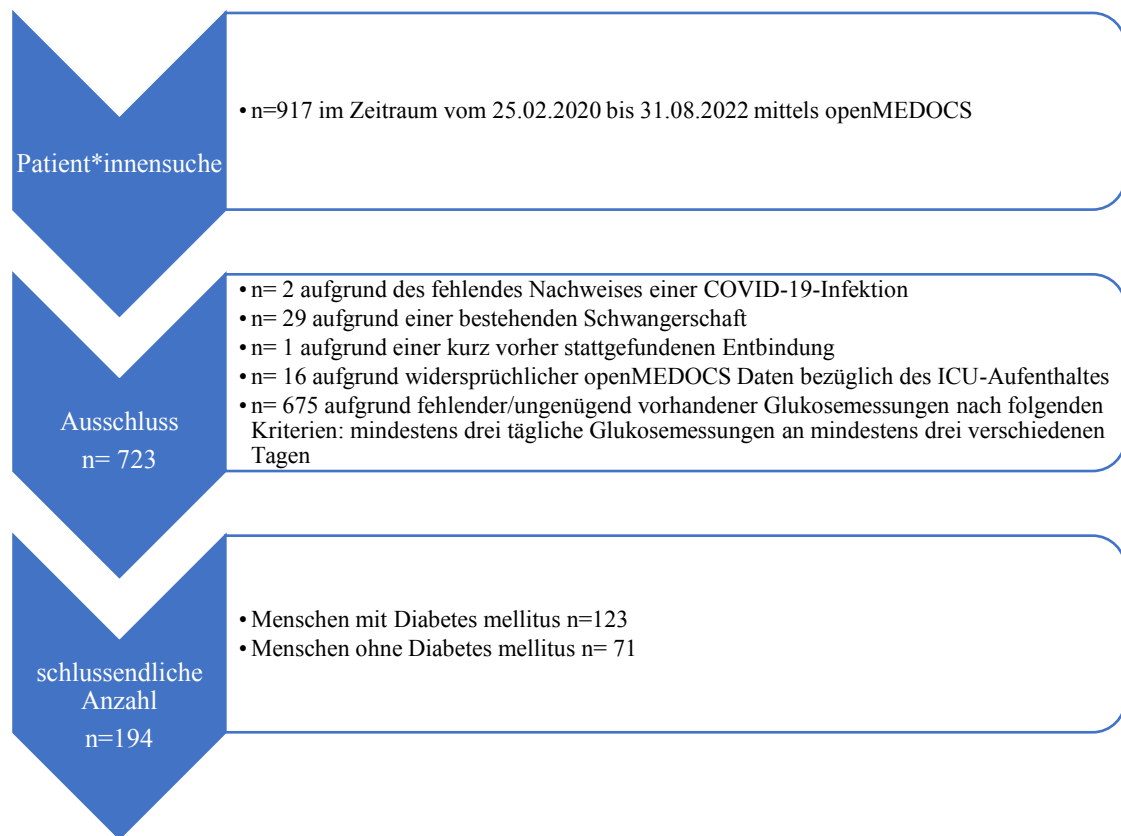 Patient*innensuche
• n=917 im Zeitraum vom 25.02.2020 bis 31.08.2022 mittels openMEDOCS
Ausschluss
n= 723
• n= 2 aufgrund des fehlendes Nachweises einer COVID-19-Infektion
• n= 29 aufgrund einer bestehenden Schwangerschaft
• n= 1 aufgrund einer kurz vorher stattgefundenen Entbindung
• n= 16 aufgrund widersprüchlicher openMEDOCS Daten bezüglich des ICU-Aufenthaltes
• n= 675 aufgrund fehlender/ungenügend vorhandener Glukosemessungen nach folgenden
Kriterien: mindestens drei tägliche Glukosemessungen an mindestens drei verschiedenen
Tagen
schlussendliche
Anzahl
n=194
• Menschen mit Diabetes mellitus n=123
• Menschen ohne Diabetes mellitus n= 71